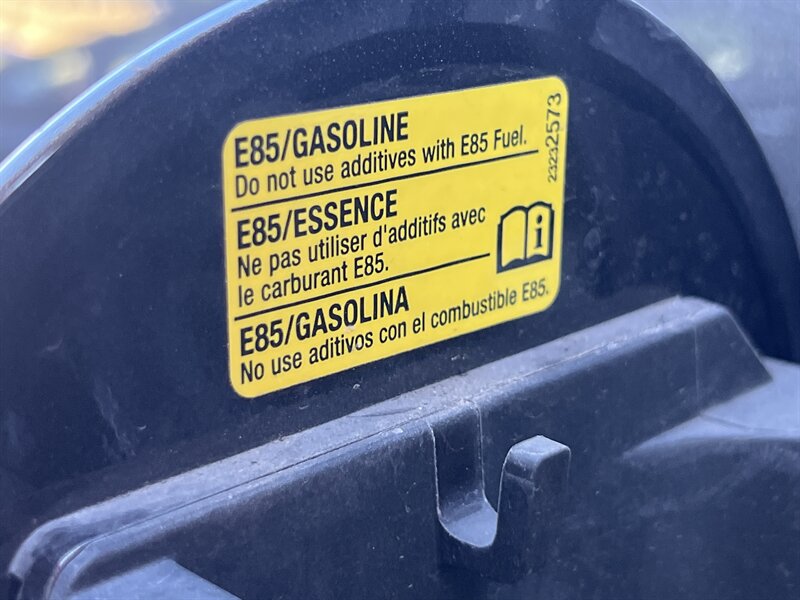 E85/GASOLINE
Do not use additives with E85 Fuel.
E85/ESSENCE
Ne pas utiliser d'additifs avec
le carburant E85.
E85/GASOLINA
No use aditivos con el combustible E85.
23232573
i